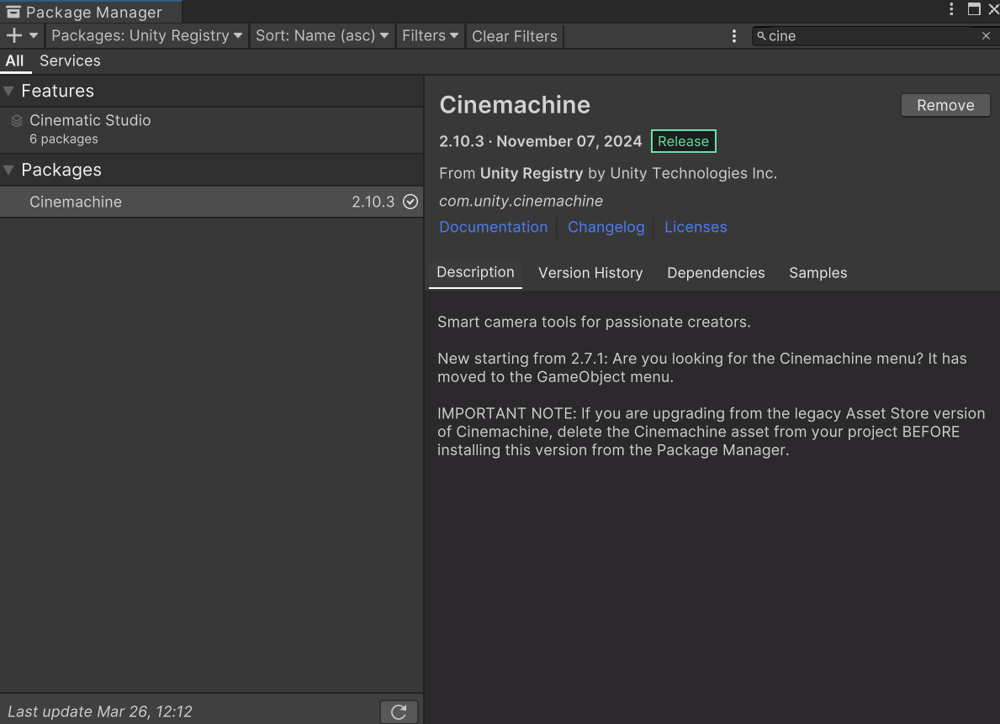 Package Manager
Packages: Unity Registry Sort: Name (asc) Filters Clear Filters cine
All Services
Features
Cinematic Studio
6 packages
Packages
Cinemachine 2.10.3
Cinemachine
Remove
2.10.3 · November 07, 2024 Release
From Unity Registry by Unity Technologies Inc.
com.unity.cinemachine
Documentation Changelog Licenses
Description Version History Dependencies Samples
Smart camera tools for passionate creators.
New starting from 2.7.1: Are you looking for the Cinemachine menu? It has
moved to the GameObject menu.
IMPORTANT NOTE: If you are upgrading from the legacy Asset Store version
of Cinemachine, delete the Cinemachine asset from your project BEFORE
installing this version from the Package Manager.
Last update Mar 26, 12:12